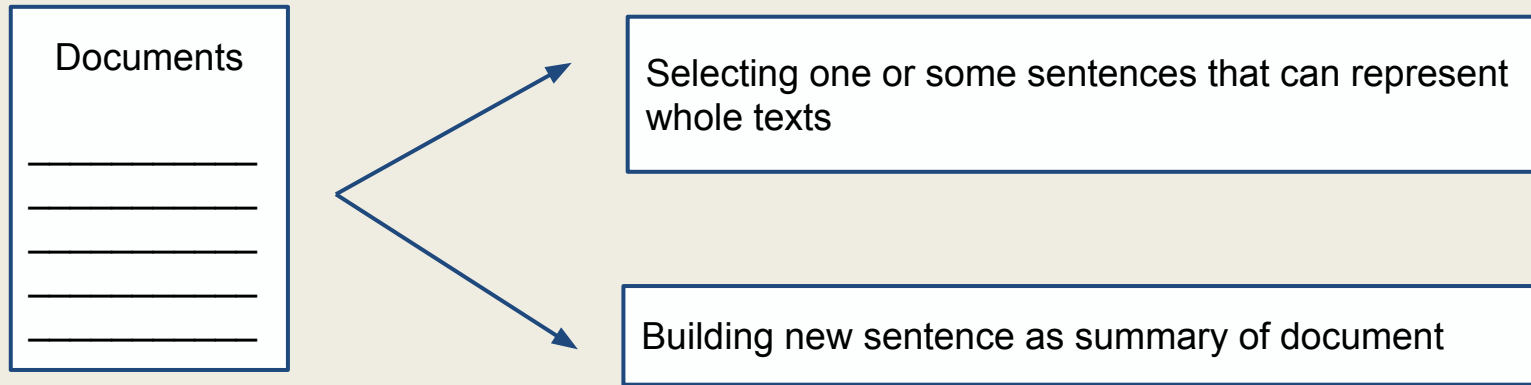 Documents
Selecting one or some sentences that can represent
whole texts
Building new sentence as summary of document